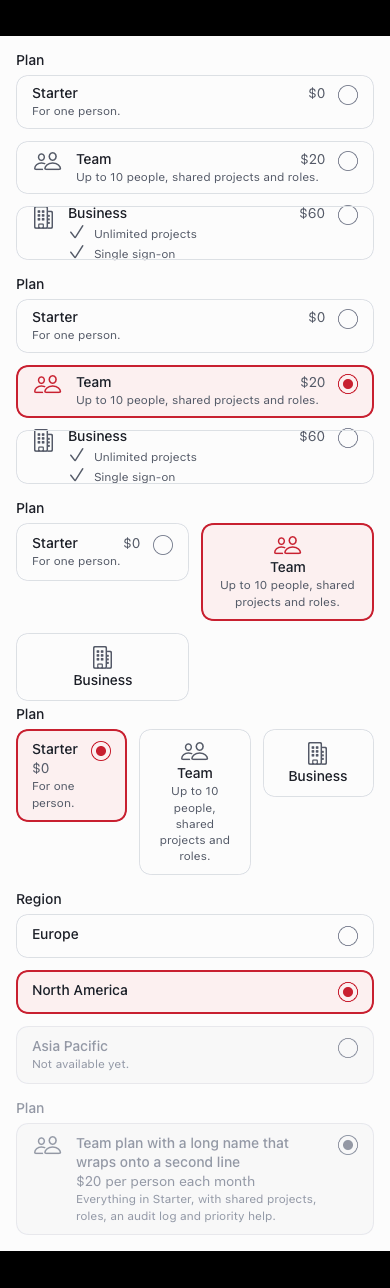 Plan
Starter $0
For one person.
Team $20
Up to 10 people, shared projects and roles.
Business $60
Unlimited projects
Single sign-on
Plan
Starter $0
For one person.
Team $20
Up to 10 people, shared projects and roles.
Business $60
Unlimited projects
Single sign-on
Plan
Starter $0
For one person.
Team
Up to 10 people, shared
projects and roles.
Business
Plan
Starter
$0
For one
person.
Team
Up to 10
people,
shared
projects and
roles.
Business
Region
Europe
North America
Asia Pacific
Not available yet.
Plan
Team plan with a long name that
wraps onto a second line
$20 per person each month
Everything in Starter, with shared projects,
roles, an audit log and priority help.